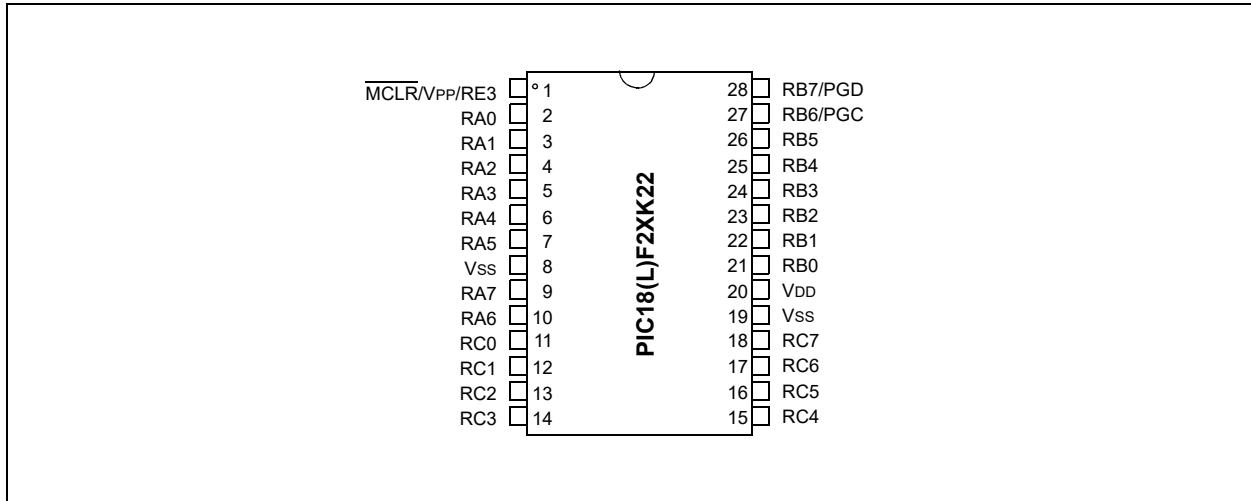 MCLR/VPP/RE3 1 28 RB7/PGD
RA0 2 27 RB6/PGC
RA1 3 26 RB5
RA2 4 25 RB4
RA3 5 24 RB3
RA4 6 23 RB2
RA5 7 22 RB1
VSS 8 21 RB0
RA7 9 20 VDD
RA6 10 19 VSS
RC0 11 18 RC7
RC1 12 17 RC6
RC2 13 16 RC5
RC3 14 15 RC4
PIC18(L)F2XK22